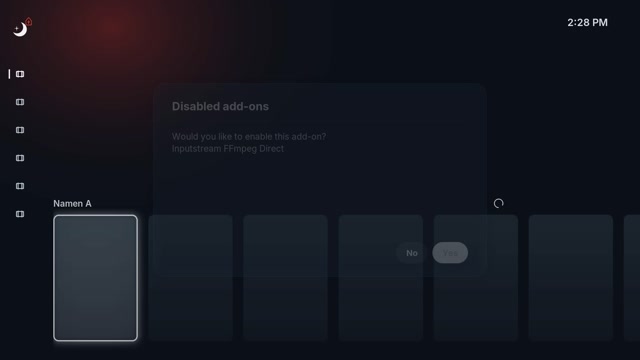 2:28 PM
Disabled add-ons
Would you like to enable this add-on?
Inputstream FFmpeg Direct
Namen A
No
Yes